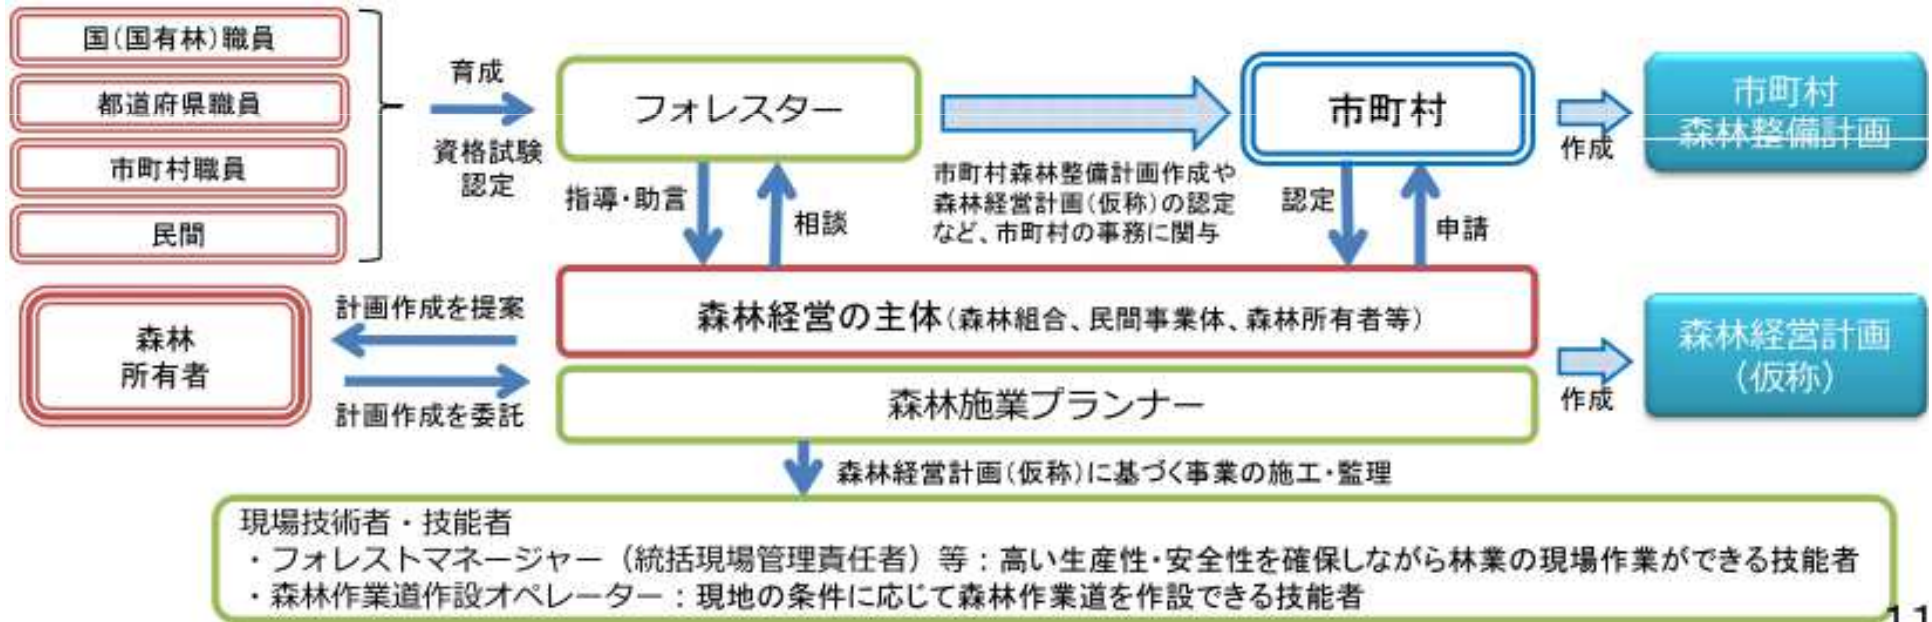 国(国有林)職員
都道府県職員
市町村職員
民間
育成
資格試験
認定
フォレスター
市町村
作成
市町村
森林整備計画
指導・助言
相談
市町村森林整備計画作成や
森林経営計画(仮称)の認定
など、市町村の事務に関与
認定
申請
森林
所有者
計画作成を提案
計画作成を委託
森林経営の主体(森林組合、民間事業体、森林所有者等)
森林施業プランナー
作成
森林経営計画
(仮称)
森林経営計画(仮称)に基づく事業の施工・監理
現場技術者・技能者
・フォレストマネージャー(統括現場管理責任者)等：高い生産性・安全性を確保しながら林業の現場作業ができる技能者
・森林作業道作設オペレーター：現地の条件に応じて森林作業道を作設できる技能者
11